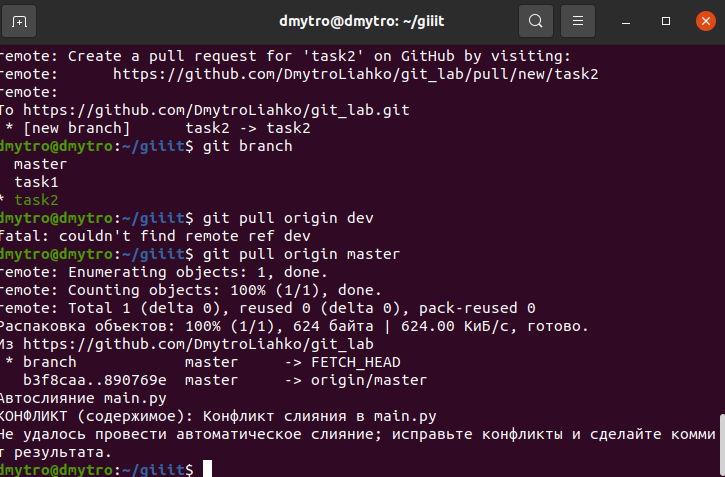 dmytro@dmytro: ~/giiit
remote: Create a pull request for 'task2' on GitHub by visiting:
remote:      https://github.com/DmytroLiahko/git_lab/pull/new/task2
remote:
To https://github.com/DmytroLiahko/git_lab.git
 * [new branch]      task2 -> task2
dmytro@dmytro:~/giiit$ git branch
  master
  task1
* task2
dmytro@dmytro:~/giiit$ git pull origin dev
fatal: couldn't find remote ref dev
dmytro@dmytro:~/giiit$ git pull origin master
remote: Enumerating objects: 1, done.
remote: Counting objects: 100% (1/1), done.
remote: Total 1 (delta 0), reused 0 (delta 0), pack-reused 0
Распаковка объектов: 100% (1/1), 624 байта | 624.00 КиБ/с, готово.
Из https://github.com/DmytroLiahko/git_lab
 * branch            master     -> FETCH_HEAD
   b3f8caa..890769e  master     -> origin/master
Автослияние main.py
КОНФЛИКТ (содержимое): Конфликт слияния в main.py
Не удалось провести автоматическое слияние; исправьте конфликты и сделайте комми
т результата.
dmytro@dmytro:~/giiit$